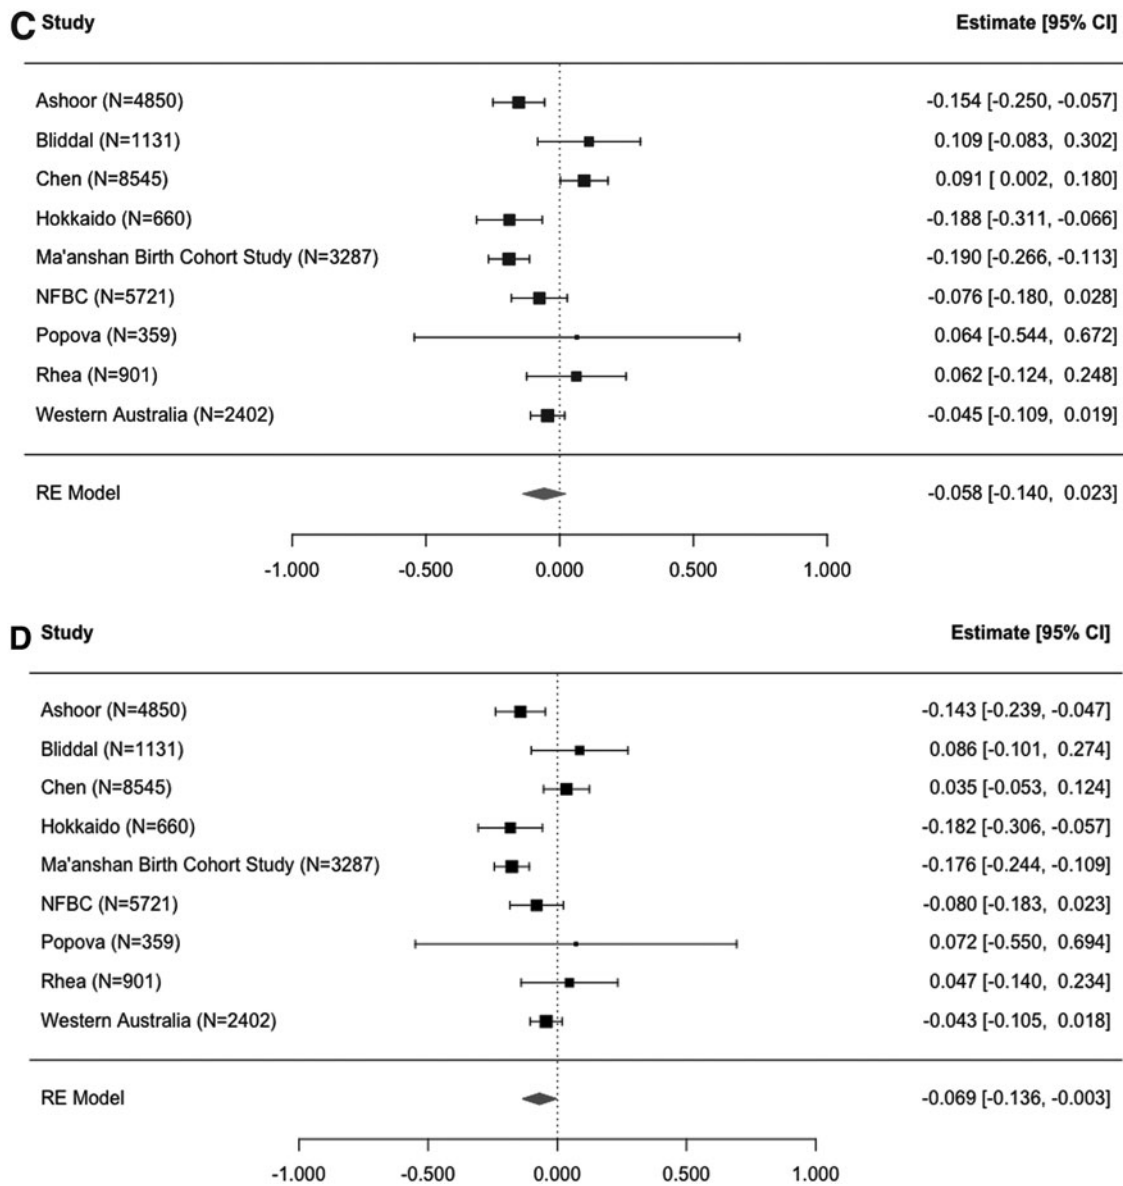 C Study Estimate [95% CI]
Ashoor (N=4850) -0.154 [-0.250, -0.057]
Bliddal (N=1131) 0.109 [-0.083, 0.302]
Chen (N=8545) 0.091 [ 0.002, 0.180]
Hokkaido (N=660) -0.188 [-0.311, -0.066]
Ma'anshan Birth Cohort Study (N=3287) -0.190 [-0.266, -0.113]
NFBC (N=5721) -0.076 [-0.180, 0.028]
Popova (N=359) 0.064 [-0.544, 0.672]
Rhea (N=901) 0.062 [-0.124, 0.248]
Western Australia (N=2402) -0.045 [-0.109, 0.019]
RE Model -0.058 [-0.140, 0.023]
-1.000 -0.500 0.000 0.500 1.000
D Study Estimate [95% CI]
Ashoor (N=4850) -0.143 [-0.239, -0.047]
Bliddal (N=1131) 0.086 [-0.101, 0.274]
Chen (N=8545) 0.035 [-0.053, 0.124]
Hokkaido (N=660) -0.182 [-0.306, -0.057]
Ma'anshan Birth Cohort Study (N=3287) -0.176 [-0.244, -0.109]
NFBC (N=5721) -0.080 [-0.183, 0.023]
Popova (N=359) 0.072 [-0.550, 0.694]
Rhea (N=901) 0.047 [-0.140, 0.234]
Western Australia (N=2402) -0.043 [-0.105, 0.018]
RE Model -0.069 [-0.136, -0.003]
-1.000 -0.500 0.000 0.500 1.000